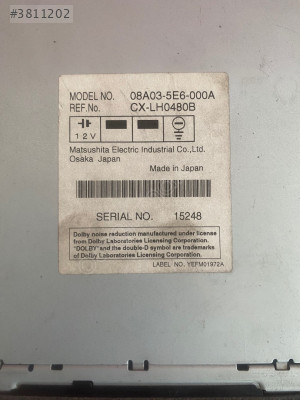 #3811202
MODEL NO. 08A03-5E6-000A
REF.No. CX-LH0480B
12V
Matsushita Electric Industrial Co.,Ltd.
Osaka Japan
Made in Japan
SERIAL NO. 15248
Dolby noise reduction manufactured under license
from Dolby Laboratories Licensing Corporation.
"DOLBY" and the double-D symbol are trademarks
of Dolby Laboratories Licensing Corporation.
LABEL NO. YEFM01972A